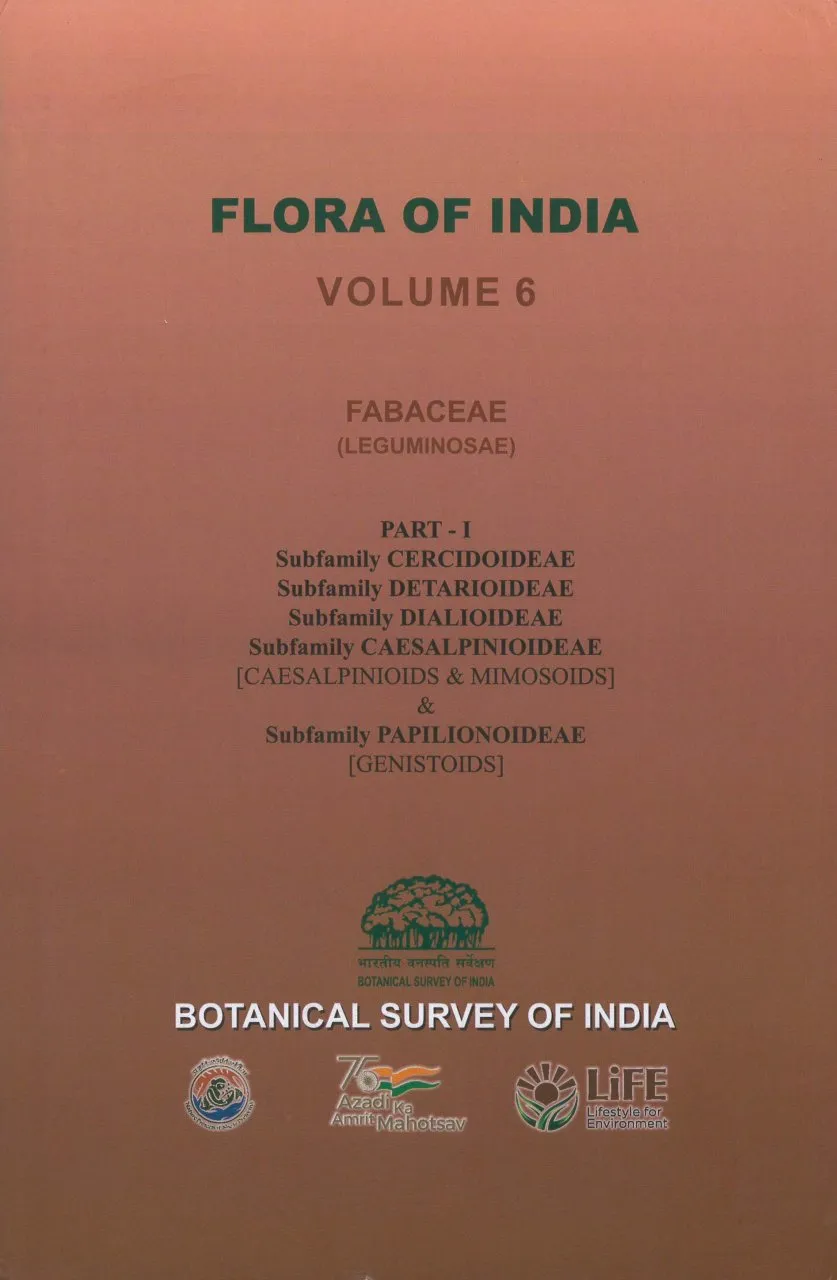 FLORA OF INDIA
VOLUME 6
FABACEAE
(LEGUMINOSAE)
PART - I
Subfamily CERCIDOIDEAE
Subfamily DETARIOIDEAE
Subfamily DIALIOIDEAE
Subfamily CAESALPINIOIDEAE
[CAESALPINIOIDS & MIMOSOIDS]
&
Subfamily PAPILIONOIDEAE
[GENISTOIDS]
भारतीय वनस्पति सर्वेक्षण
BOTANICAL SURVEY OF INDIA
BOTANICAL SURVEY OF INDIA
75
Azadi Ka
Amrit Mahotsav
LiFE
Lifestyle for
Environment